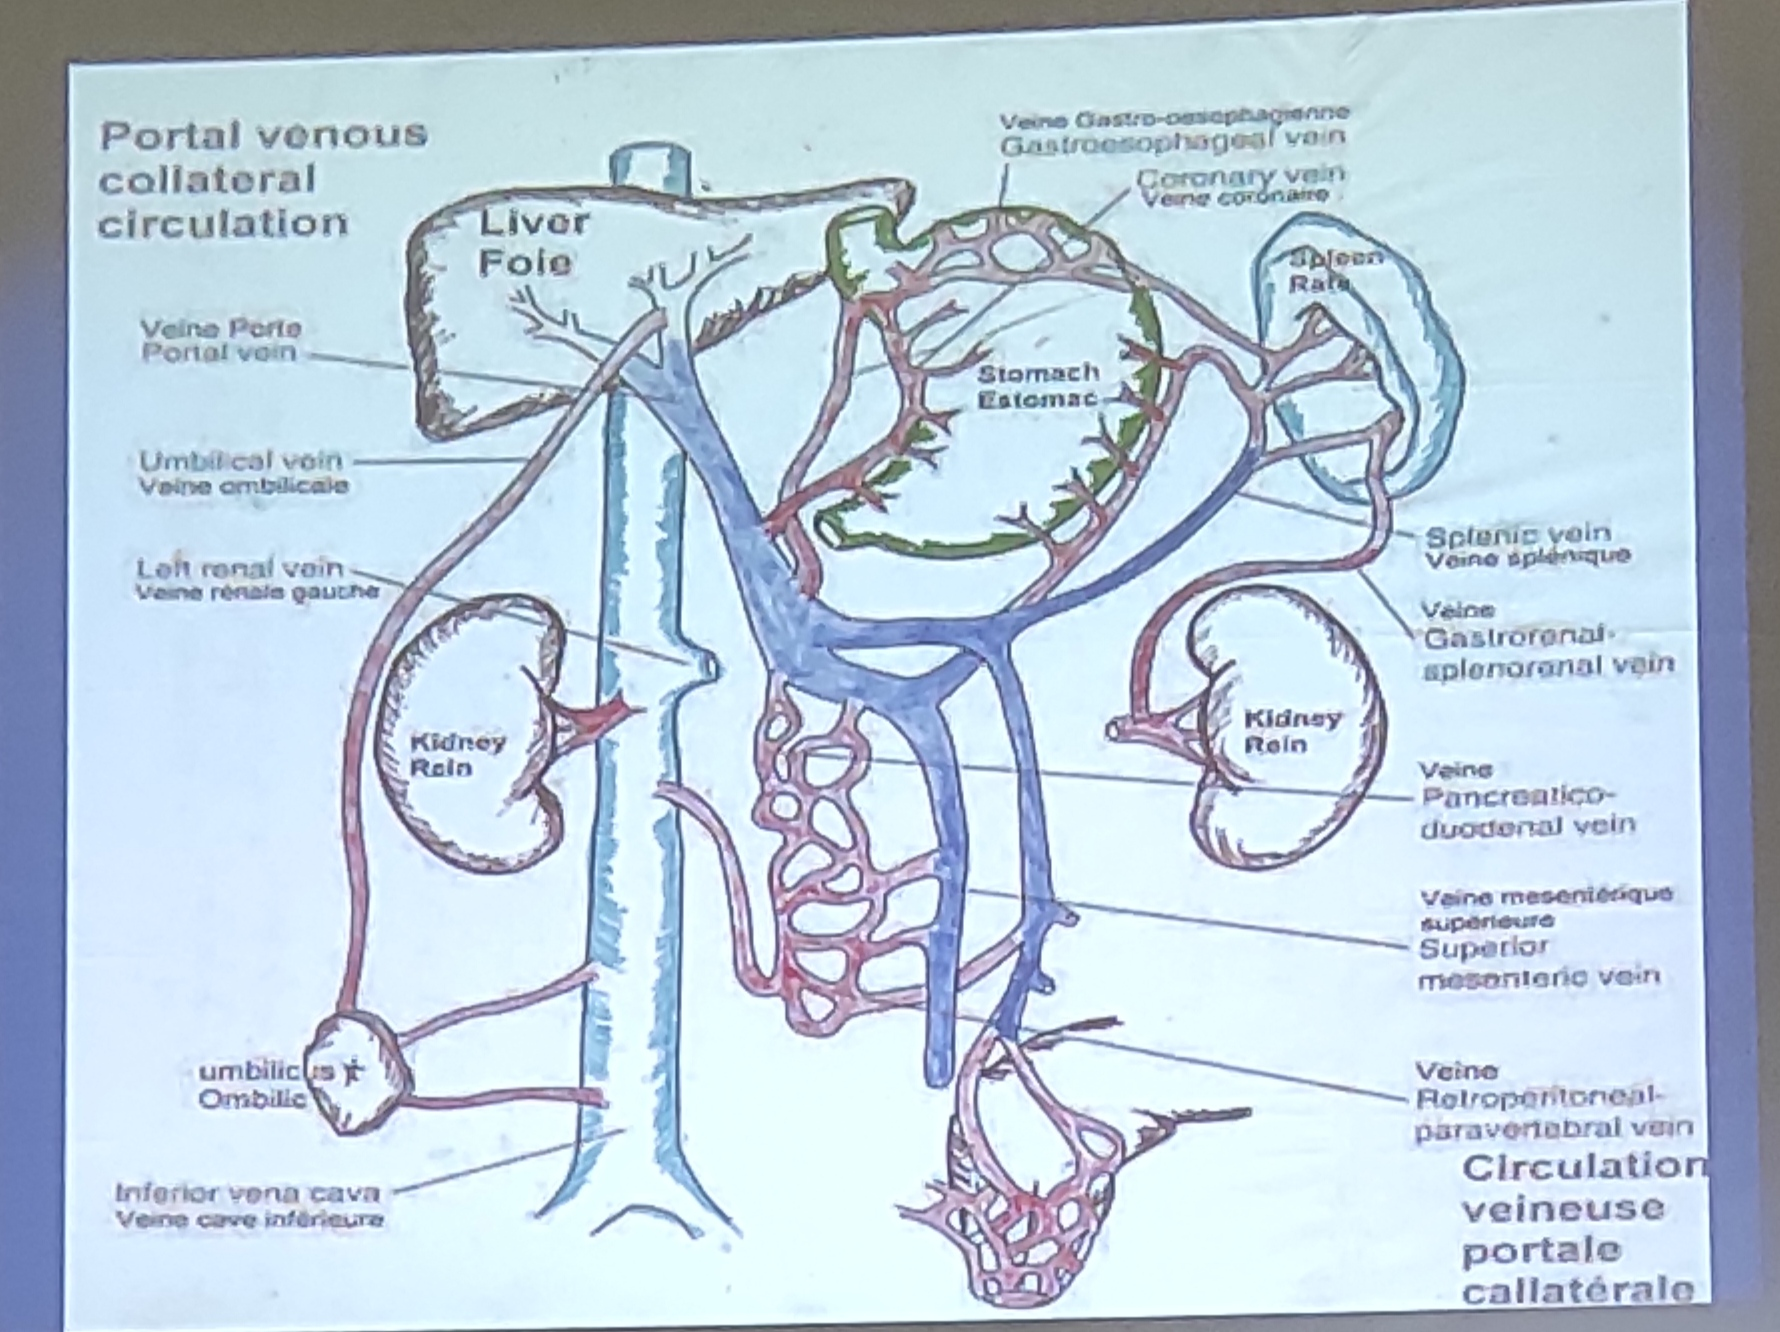 Portal venous
collateral
circulation
Veine Gastro-oesophagienne
Gastroesophageal vein
Coronary vein
Veine coronaire
Liver
Foie
Spleen
Rate
Veine Porte
Portal vein
Stomach
Estomac
Umbilical vein
Veine ombilicale
Splenic vein
Veine splénique
Left renal vein
Veine rénale gauche
Veine
Gastrorenal-
splenorenal vein
Kidney
Rein
Kidney
Rein
Veine
Pancreatico-
duodenal vein
Veine mesentérique
supérieure
Superior
mesenteric vein
umbilicus
Ombilic
Veine
Retroperitoneal-
paravertebral vein
Inferior vena cava
Veine cave inférieure
Circulation
veineuse
portale
callatérale